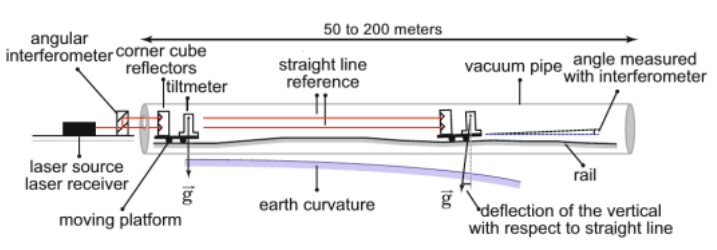 50 to 200 meters
angular
interferometer
corner cube
reflectors
tiltmeter
straight line
reference
vacuum pipe
angle measured
with interferometer
laser source
laser receiver
moving platform
g
earth curvature
g
rail
deflection of the vertical
with respect to straight line